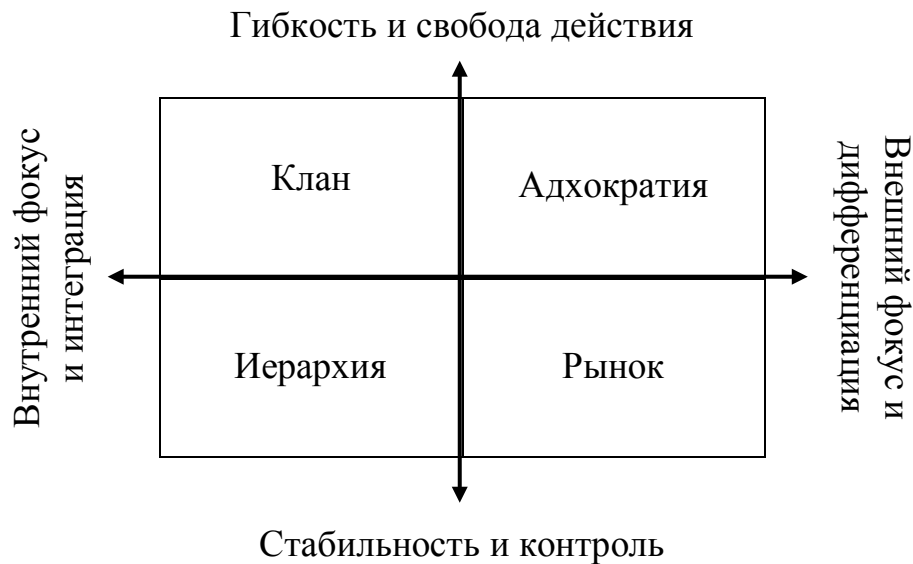 Гибкость и свобода действия
Внутренний фокус
и интеграция
Клан
Адхократия
Внешний фокус и
дифференциация
Иерархия
Рынок
Стабильность и контроль